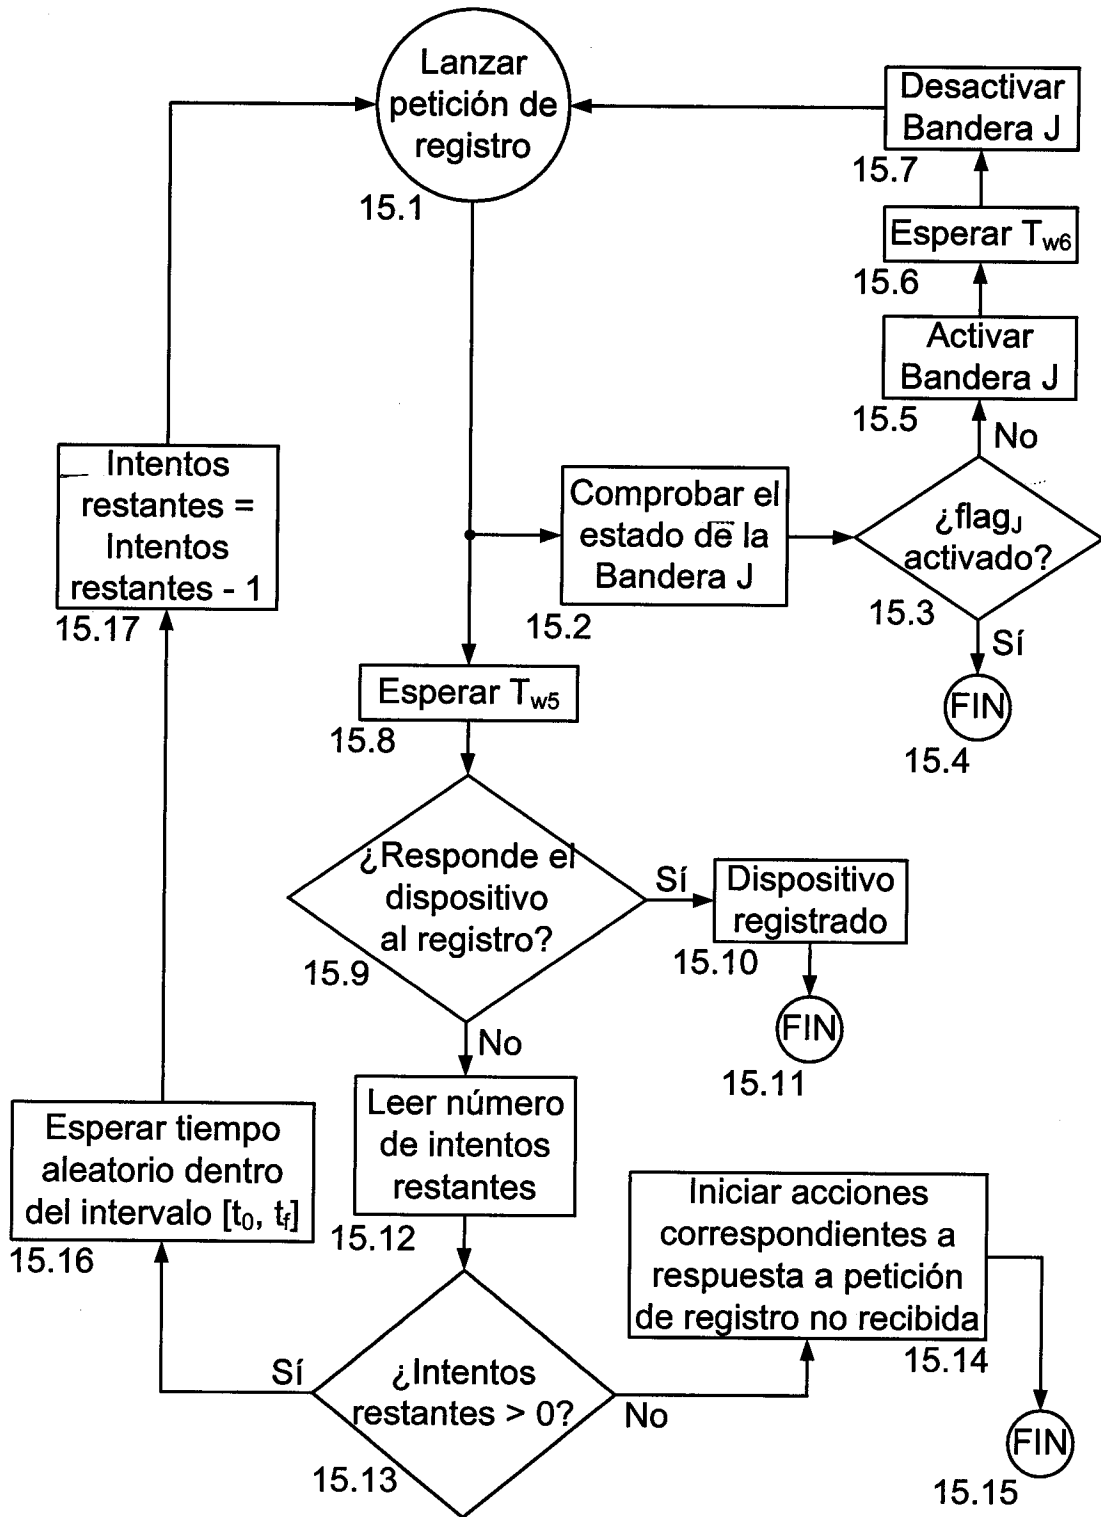 Lanzar
petición de
registro
15.1
Desactivar
Bandera J
15.7
Esperar Tw6
15.6
Activar
Bandera J
15.5
No
Intentos
restantes =
Intentos
restantes - 1
15.17
Comprobar el
estado de la
Bandera J
15.2
¿flagJ
activado?
15.3
Sí
FIN
15.4
Esperar Tw5
15.8
¿Responde el
dispositivo
al registro?
15.9
Sí
Dispositivo
registrado
15.10
FIN
15.11
No
Leer número
de intentos
restantes
15.12
Esperar tiempo
aleatorio dentro
del intervalo [t0, tf]
15.16
Iniciar acciones
correspondientes a
respuesta a petición
de registro no recibida
15.14
Sí
¿Intentos
restantes > 0?
No
15.13
FIN
15.15